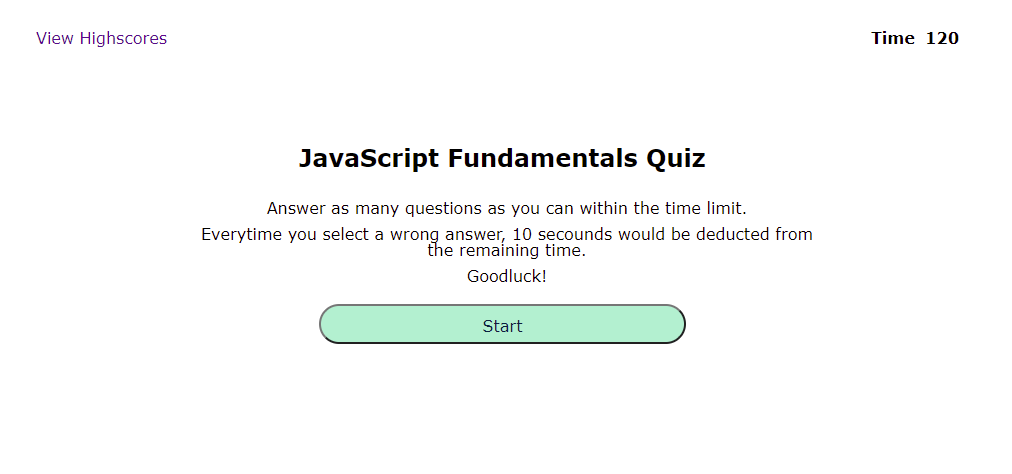 View Highscores
Time 120
JavaScript Fundamentals Quiz
Answer as many questions as you can within the time limit.
Everytime you select a wrong answer, 10 secounds would be deducted from
the remaining time.
Goodluck!
Start